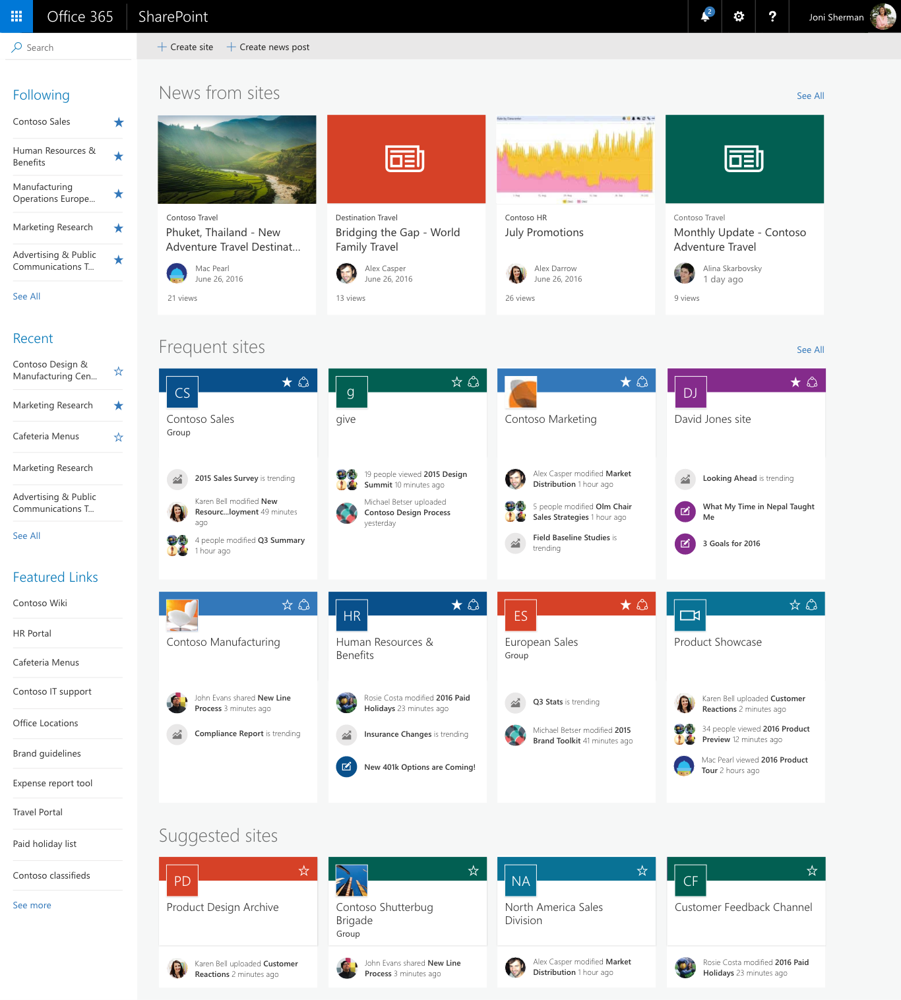 Office 365
SharePoint
2
?
Joni Sherman
Search
Create site
Create news post
Following
Contoso Sales
Human Resources &
Benefits
Manufacturing
Operations Europe...
Marketing Research
Advertising & Public
Communications T...
See All
Recent
Contoso Design &
Manufacturing Cen...
Marketing Research
Cafeteria Menus
Marketing Research
Advertising & Public
Communications T...
See All
Featured Links
Contoso Wiki
HR Portal
Cafeteria Menus
Contoso IT support
Office Locations
Brand guidelines
Expense report tool
Travel Portal
Paid holiday list
Contoso classifieds
See more
News from sites
See All
Contoso Travel
Phuket, Thailand - New
Adventure Travel Destinat...
Mac Pearl
June 26, 2016
21 views
Destination Travel
Bridging the Gap - World
Family Travel
Alex Casper
June 26, 2016
13 views
Contoso HR
July Promotions
Alex Darrow
June 26, 2016
26 views
Contoso Travel
Monthly Update - Contoso
Adventure Travel
Alina Skarbovsky
1 day ago
9 views
Frequent sites
See All
CS
Contoso Sales
Group
2015 Sales Survey is trending
Karen Bell modified New
Resourc...loyment 49 minutes
ago
4 people modified Q3 Summary
1 hour ago
g
give
19 people viewed 2015 Design
Summit 10 minutes ago
Michael Betser uploaded
Contoso Design Process
yesterday
Contoso Marketing
Alex Casper modified Market
Distribution 1 hour ago
5 people modified Olm Chair
Sales Strategies 1 hour ago
Field Baseline Studies is
trending
DJ
David Jones site
Looking Ahead is trending
What My Time in Nepal Taught
Me
3 Goals for 2016
Contoso Manufacturing
John Evans shared New Line
Process 3 minutes ago
Compliance Report is trending
HR
Human Resources &
Benefits
Rosie Costa modified 2016 Paid
Holidays 23 minutes ago
Insurance Changes is trending
New 401k Options are Coming!
ES
European Sales
Group
Q3 Stats is trending
Michael Betser modified 2015
Brand Toolkit 41 minutes ago
Product Showcase
Karen Bell uploaded Customer
Reactions 2 minutes ago
34 people viewed 2016 Product
Preview 12 minutes ago
Mac Pearl viewed 2016 Product
Tour 2 hours ago
Suggested sites
PD
Product Design Archive
Karen Bell uploaded Customer
Reactions 2 minutes ago
Contoso Shutterbug
Brigade
Group
John Evans shared New Line
Process 3 minutes ago
NA
North America Sales
Division
Alex Casper modified Market
Distribution 1 hour ago
CF
Customer Feedback Channel
Rosie Costa modified 2016 Paid
Holidays 23 minutes ago